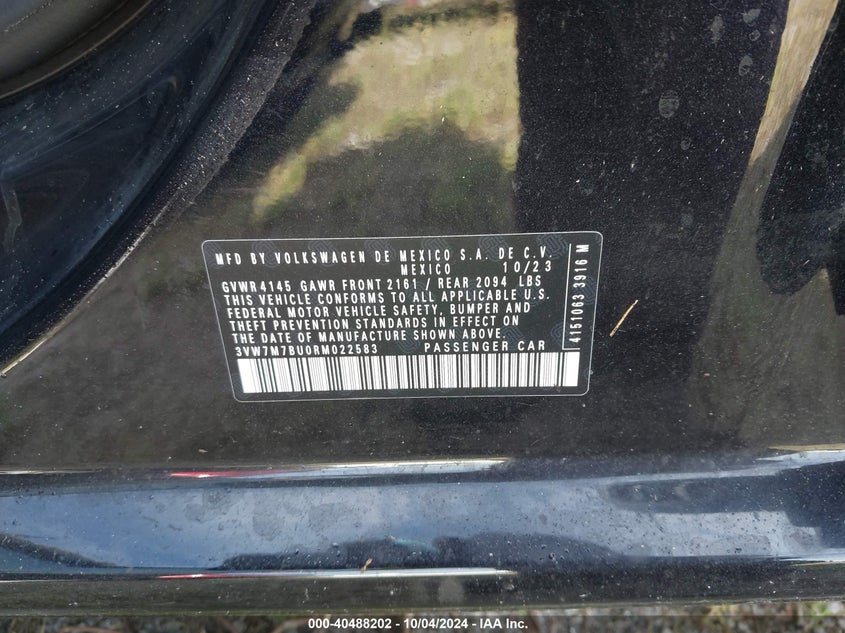 MFD BY VOLKSWAGEN DE MEXICO S.A. DE C.V.
MEXICO 10/23
GVWR 4145 GAWR FRONT 2161 / REAR 2094 LBS
THIS VEHICLE CONFORMS TO ALL APPLICABLE U.S.
FEDERAL MOTOR VEHICLE SAFETY, BUMPER AND
THEFT PREVENTION STANDARDS IN EFFECT ON
THE DATE OF MANUFACTURE SHOWN ABOVE.
3VW7M7BU0RM022583 PASSENGER CAR
4151063 3916 M
000-40488202 - 10/04/2024 - IAA Inc.